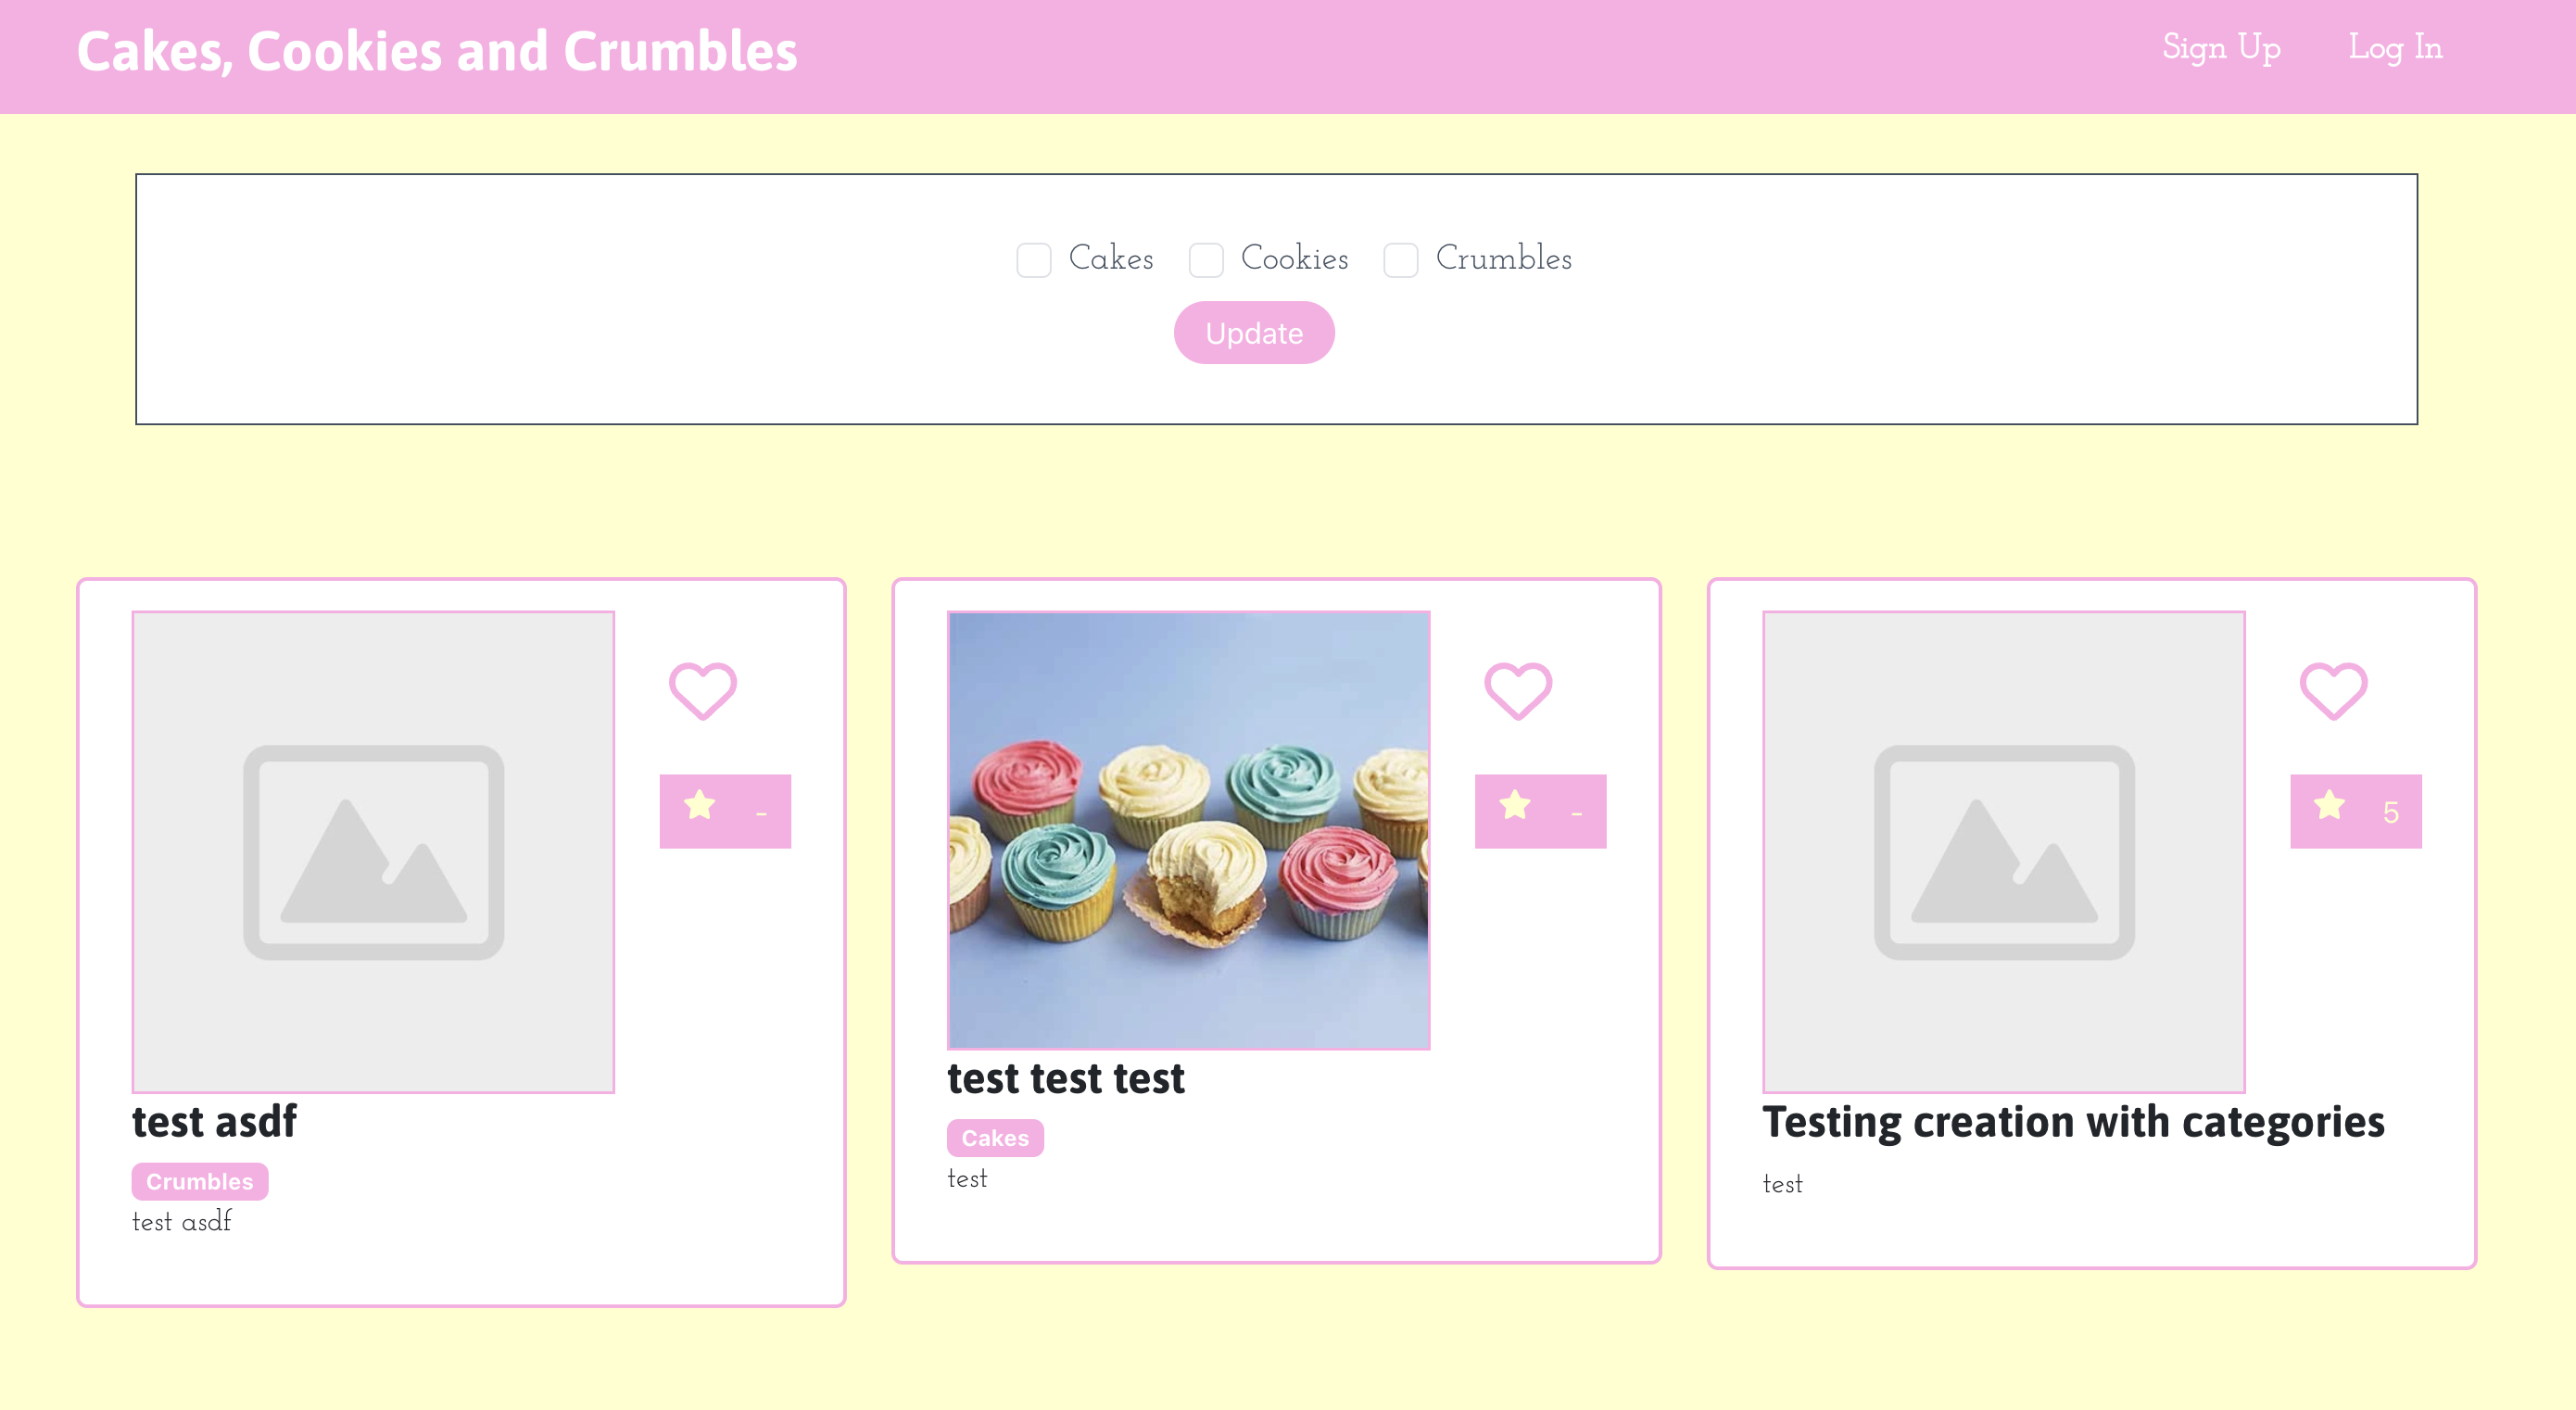 Cakes, Cookies and Crumbles
Sign Up
Log In
Cakes
Cookies
Crumbles
Update
-
test asdf
Crumbles
test asdf
-
test test test
Cakes
test
5
Testing creation with categories
test